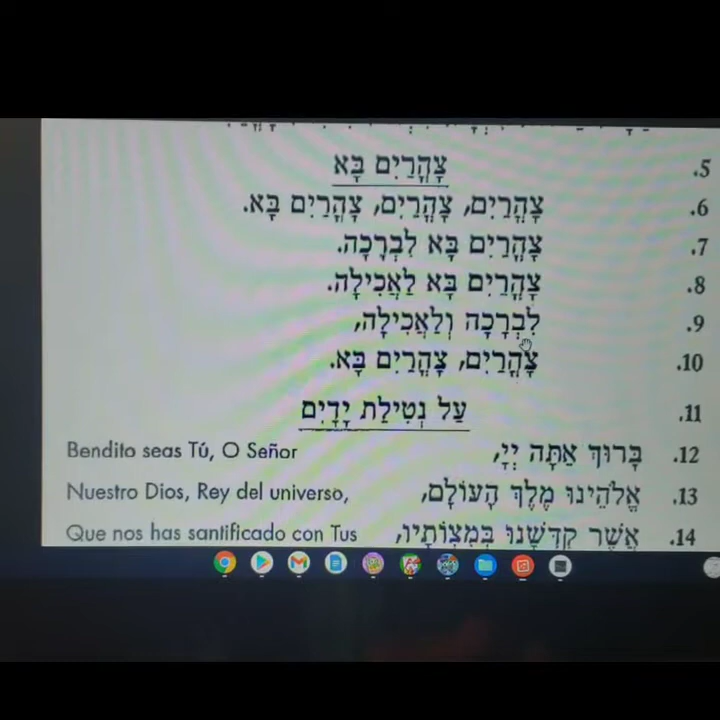 5. צָהֳרַיִם בָּא
6. צָהֳרַיִם, צָהֳרַיִם, צָהֳרַיִם בָּא.
7. צָהֳרַיִם בָּא לִבְרָכָה.
8. צָהֳרַיִם בָּא לַאֲכִילָה.
9. לִבְרָכָה וְלַאֲכִילָה,
10. צָהֳרַיִם, צָהֳרַיִם בָּא.
11. עַל נְטִילַת יָדַיִם
12. בָּרוּךְ אַתָּה יְיָ, Bendito seas Tú, O Señor
13. אֱלֹהֵינוּ מֶלֶךְ הָעוֹלָם, Nuestro Dios, Rey del universo,
14. אֲשֶׁר קִדְּשָׁנוּ בְּמִצְוֹתָיו, Que nos has santificado con Tus